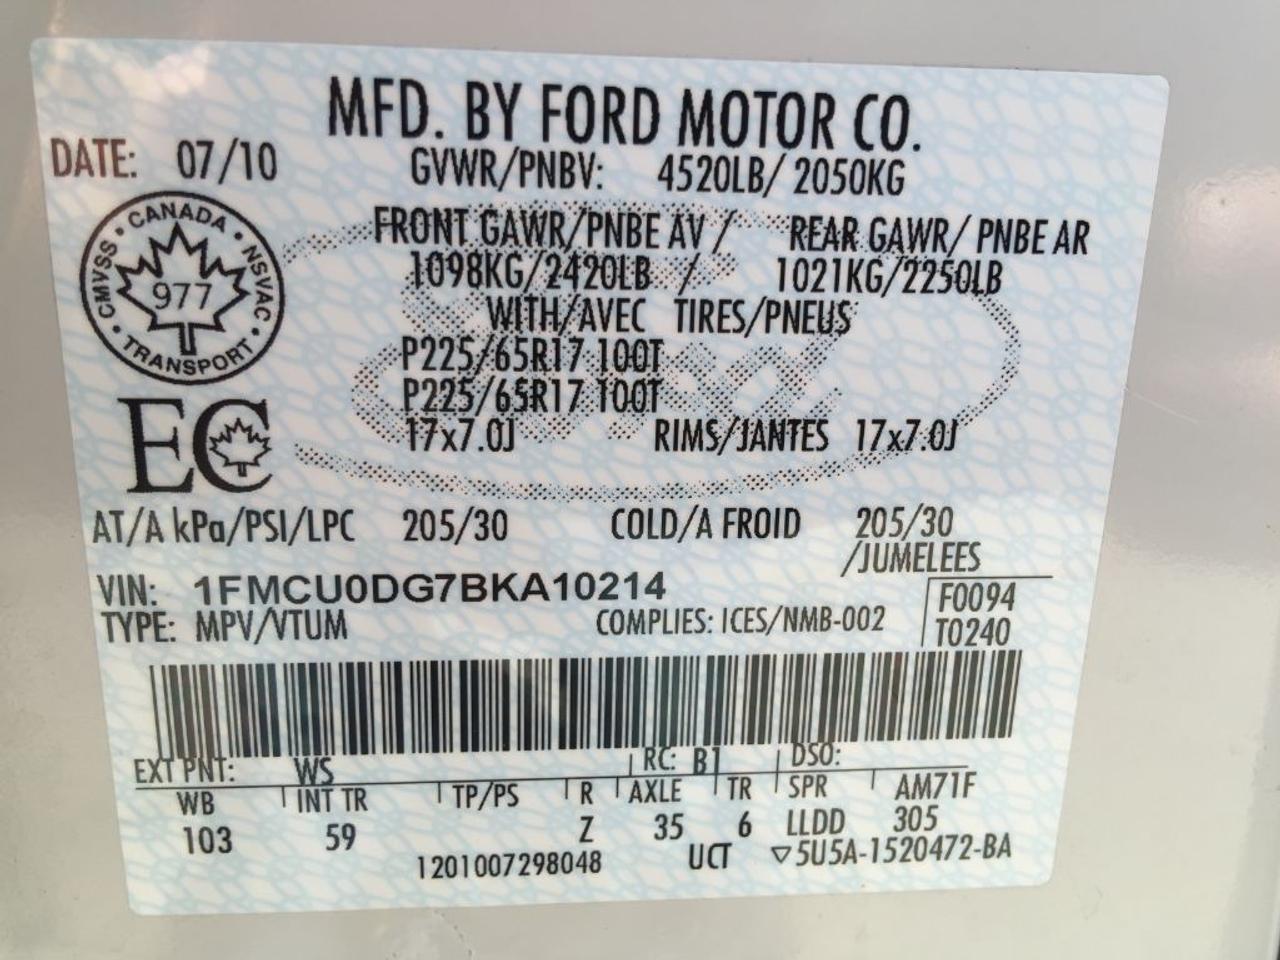 MFD. BY FORD MOTOR CO.
DATE: 07/10 GVWR/PNBV: 4520LB/ 2050KG
CANADA • NSVAC • TRANSPORT • CMVSS •
977
FRONT GAWR/PNBE AV / REAR GAWR/ PNBE AR
1098KG/2420LB / 1021KG/2250LB
WITH/AVEC TIRES/PNEUS
P225/65R17 100T
P225/65R17 100T
EC
17x7.0J RIMS/JANTES 17x7.0J
AT/A kPa/PSI/LPC 205/30 COLD/A FROID 205/30
/JUMELEES
VIN: 1FMCU0DG7BKA10214 F0094
TYPE: MPV/VTUM COMPLIES: ICES/NMB-002 T0240
EXT PNT: WS RC: B1 DSO:
WB INT TR TP/PS R AXLE TR SPR AM71F
103 59 Z 35 6 LLDD 305
1201007298048 UCT ▽5U5A-1520472-BA